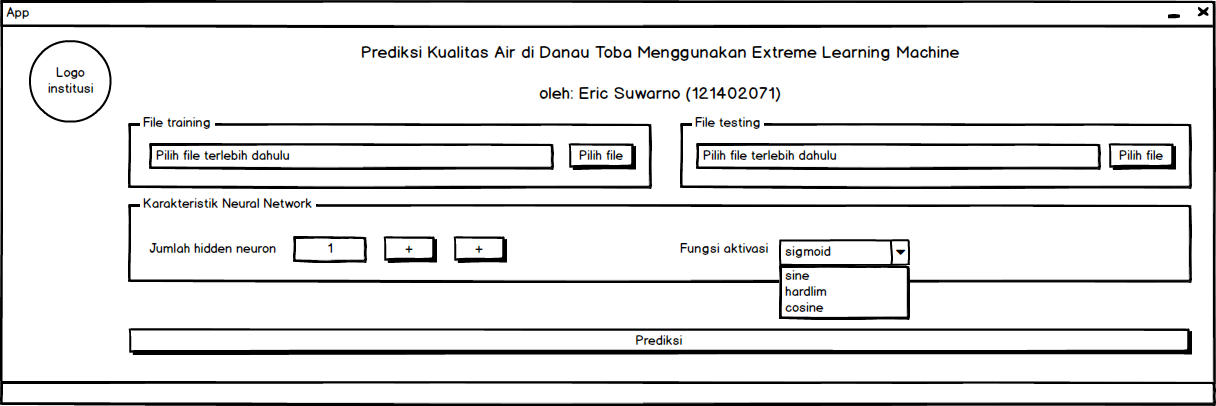 App
Logo
institusi
Prediksi Kualitas Air di Danau Toba Menggunakan Extreme Learning Machine
oleh: Eric Suwarno (121402071)
File training
Pilih file terlebih dahulu
Pilih file
File testing
Pilih file terlebih dahulu
Pilih file
Karakteristik Neural Network
Jumlah hidden neuron
1
+
+
Fungsi aktivasi
sigmoid
sine
hardlim
cosine
Prediksi